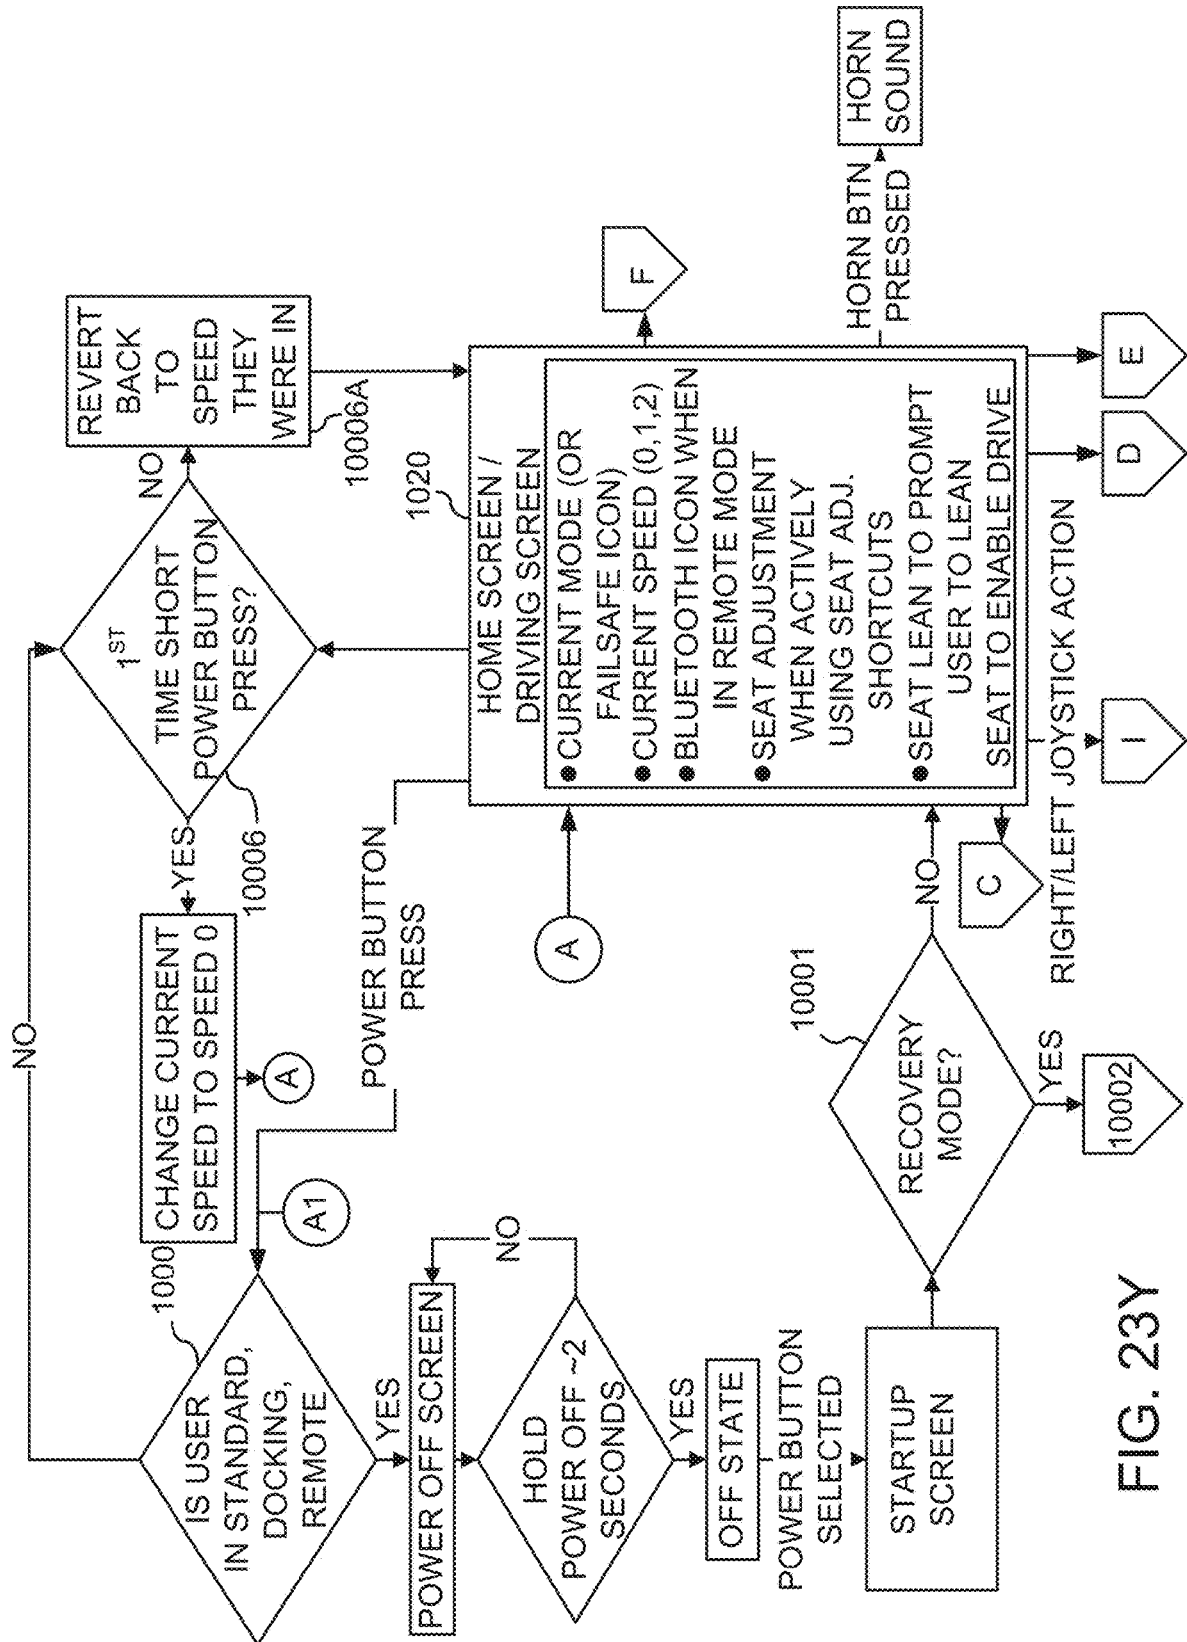 NO
1ST
TIME SHORT
POWER BUTTON
PRESS?
NO
REVERT
BACK
TO
SPEED
THEY
WERE IN
10006A
YES
10006
CHANGE CURRENT
SPEED TO SPEED 0
A
1000
IS USER
IN STANDARD,
DOCKING,
REMOTE
A1
POWER BUTTON
PRESS
YES
POWER OFF SCREEN
NO
HOLD
POWER OFF ~2
SECONDS
YES
OFF STATE
POWER BUTTON
SELECTED
STARTUP
SCREEN
10001
RECOVERY
MODE?
YES
10002
NO
A
1020
HOME SCREEN /
DRIVING SCREEN
● CURRENT MODE (OR
FAILSAFE ICON)
● CURRENT SPEED (0,1,2)
● BLUETOOTH ICON WHEN
IN REMOTE MODE
● SEAT ADJUSTMENT
WHEN ACTIVELY
USING SEAT ADJ.
SHORTCUTS
● SEAT LEAN TO PROMPT
USER TO LEAN
SEAT TO ENABLE DRIVE
F
HORN BTN
PRESSED
HORN
SOUND
C
RIGHT/LEFT JOYSTICK ACTION
I
D
E
FIG. 23Y